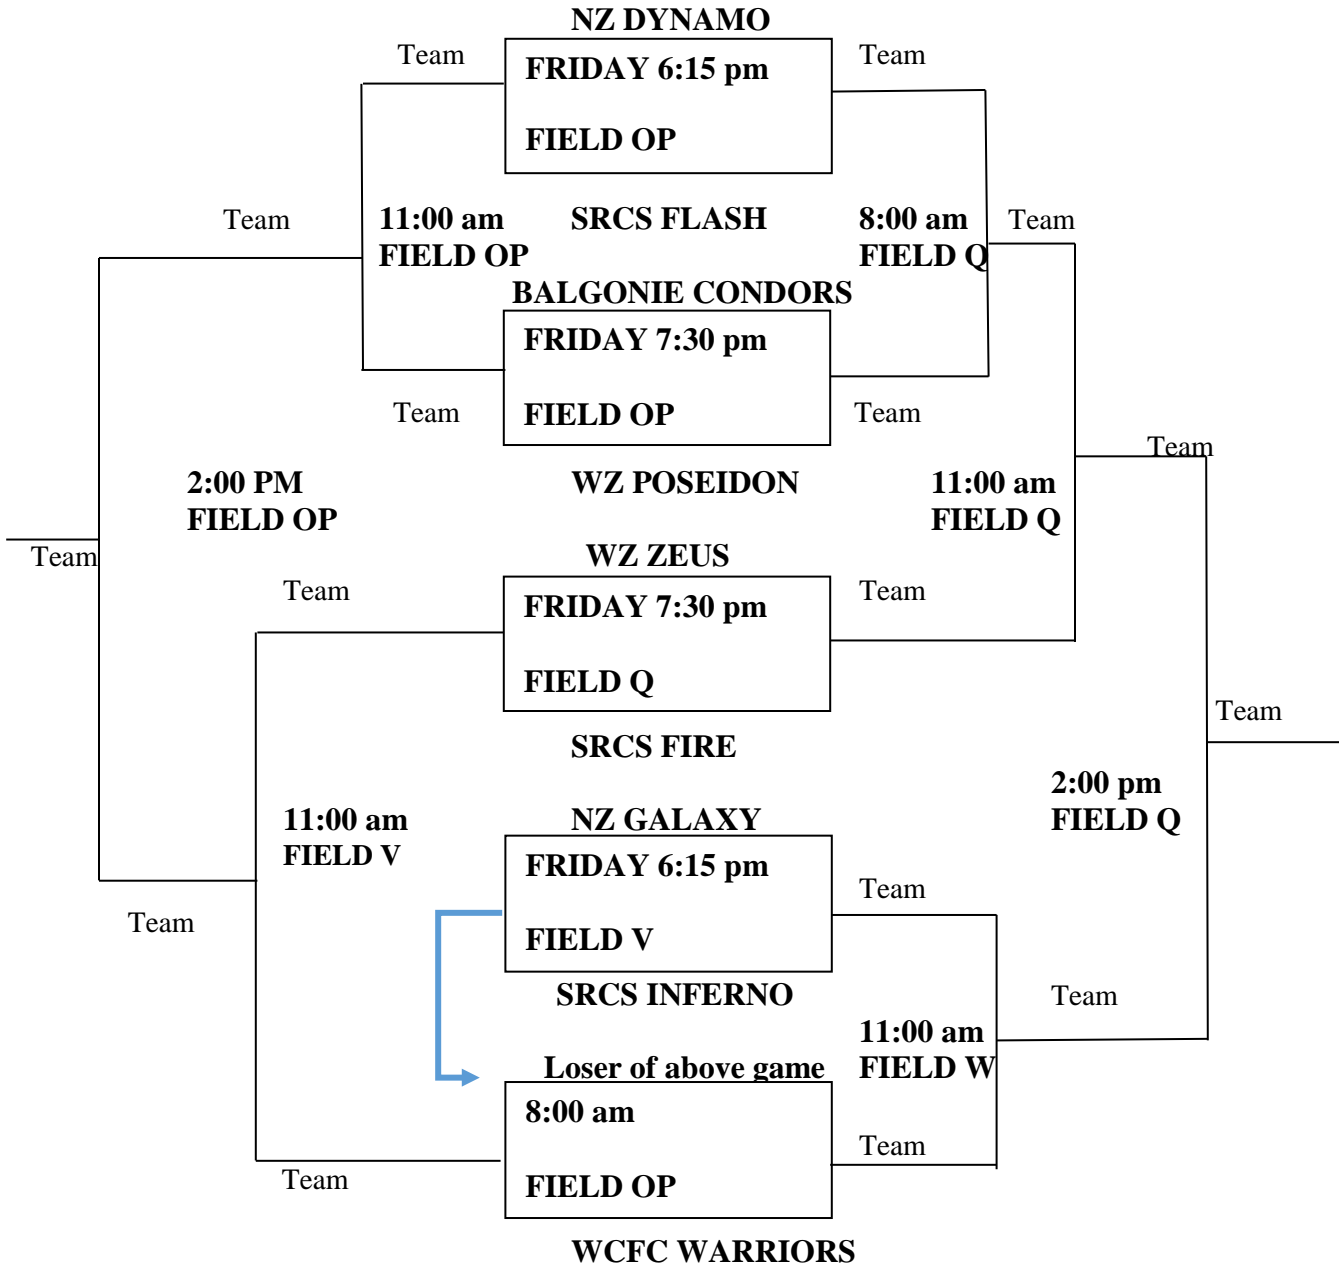 NZ DYNAMO
Team
FRIDAY 6:15 pm
Team
FIELD OP
Team
11:00 am
FIELD OP
SRCS FLASH
8:00 am
FIELD Q
Team
BALGONIE CONDORS
FRIDAY 7:30 pm
Team
FIELD OP
Team
Team
2:00 PM
FIELD OP
WZ POSEIDON
11:00 am
FIELD Q
Team
WZ ZEUS
Team
FRIDAY 7:30 pm
Team
FIELD Q
Team
SRCS FIRE
2:00 pm
FIELD Q
11:00 am
FIELD V
NZ GALAXY
FRIDAY 6:15 pm
Team
Team
FIELD V
SRCS INFERNO
Team
11:00 am
FIELD W
Loser of above game
8:00 am
Team
Team
FIELD OP
WCFC WARRIORS